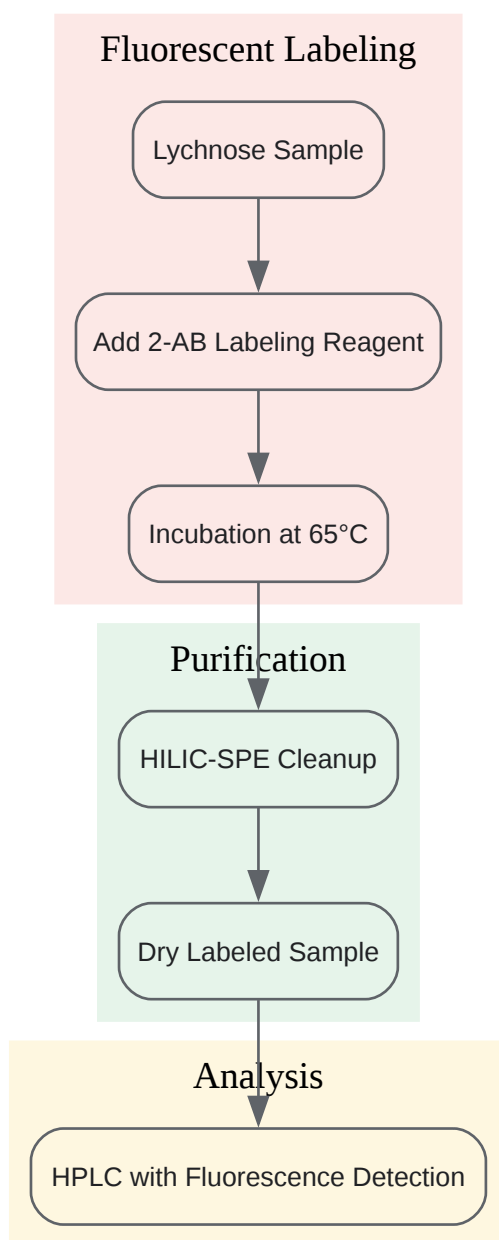 Fluorescent Labeling
Lychnose Sample
Add 2-AB Labeling Reagent
Incubation at 65°C
Purification
HILIC-SPE Cleanup
Dry Labeled Sample
Analysis
HPLC with Fluorescence Detection